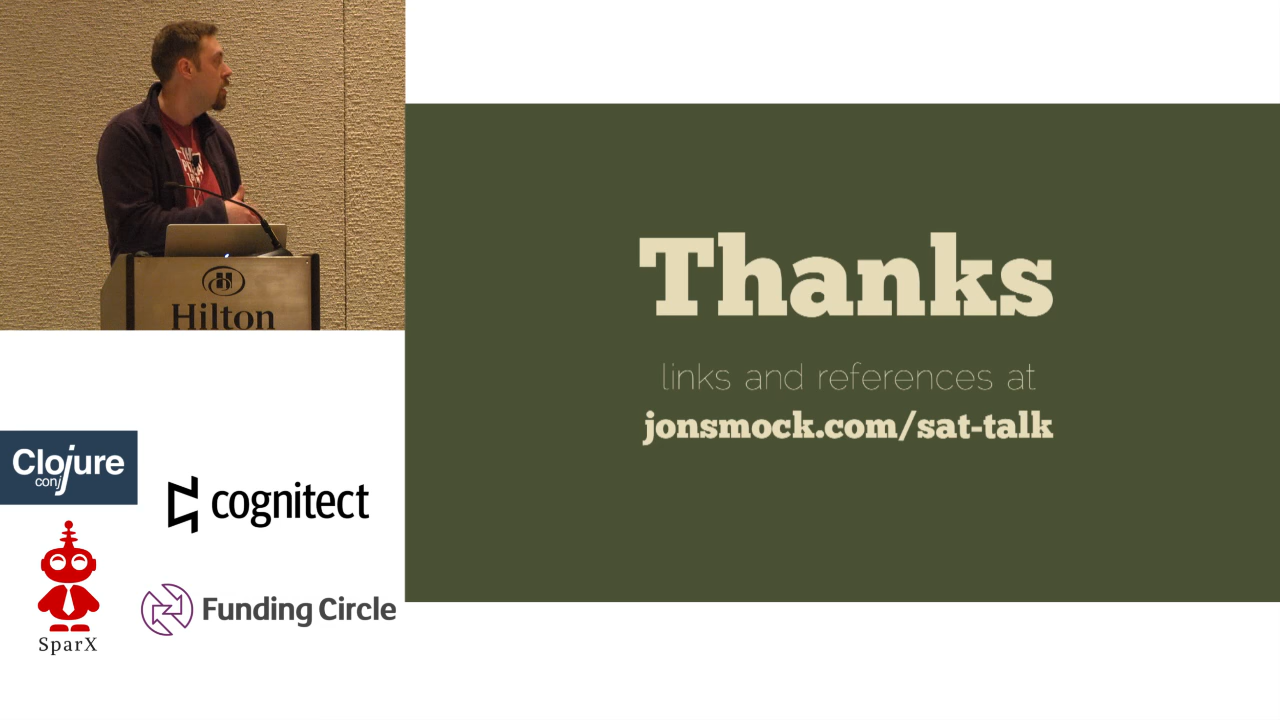 Hilton
Thanks
links and references at
jonsmock.com/sat-talk
Clojure
conj
cognitect
SparX
Funding Circle